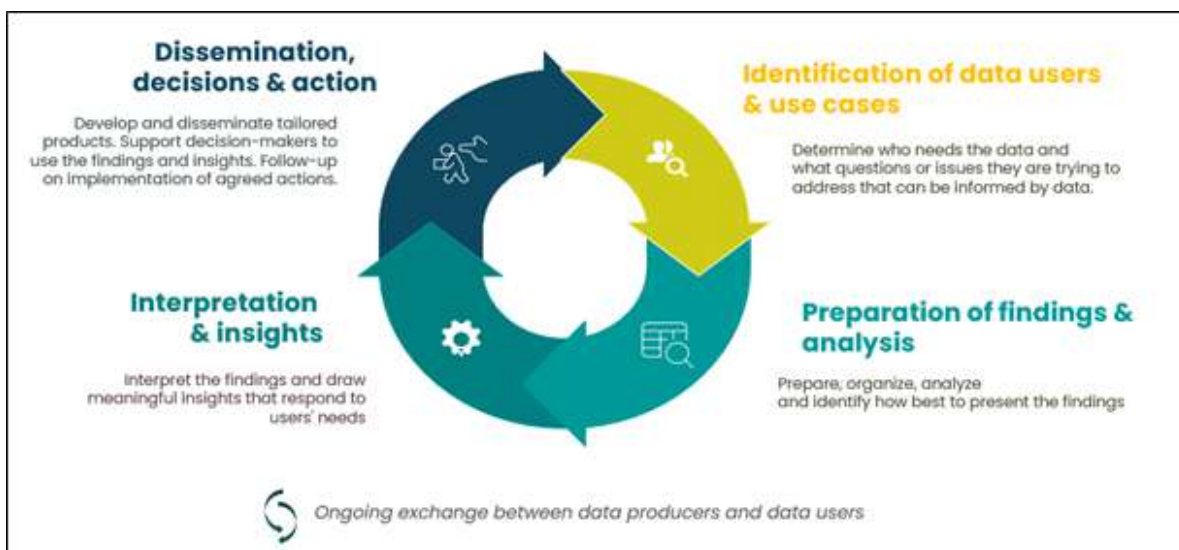 Dissemination,
decisions & action
Develop and disseminate tailored
products. Support decision-makers to
use the findings and insights. Follow-up
on implementation of agreed actions.
Identification of data users
& use cases
Determine who needs the data and
what questions or issues they are trying to
address that can be informed by data.
Interpretation
& insights
Interpret the findings and draw
meaningful insights that respond to
users' needs
Preparation of findings &
analysis
Prepare, organize, analyze
and identify how best to present the findings
Ongoing exchange between data producers and data users